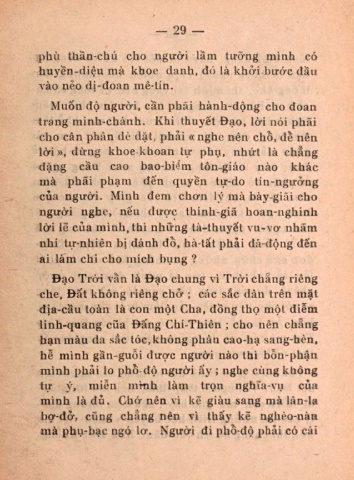 — 29 —
phù thần-chú cho người lầm tưởng mình có
huyền-diệu mà khoe danh, đó là khởi bước đầu
vào nẻo dị-đoan mê-tín.
Muốn độ người, cần phải hành-động cho đoan
trang minh-chánh. Khi thuyết Đạo, lời nói phải
cho cân phân dè dặt, phải « nghe nên chỗ, dễ nên
lời », đừng khoe-khoan tự phụ, nhứt là chẳng
đặng cầu cao bao-biếm tôn-giáo nào khác
mà phải phạm đến quyền tự-do tín-ngưỡng
của người. Mình đem chơn lý mà bày-giải cho
người nghe, nếu được thinh-giả hoan-nghinh
lời lẽ của mình, thì những tà-thuyết vu-vơ nhảm
nhí tự-nhiên bị đánh đổ, hà-tất phải đả-động đến
ai làm chi cho mích bụng ?
Đạo Trời vẫn là Đạo chung vì Trời chẳng riêng
che, Đất không riêng chở ; các sắc dân trên mặt
địa-cầu toàn là con một Cha, đồng thọ một điểm
linh-quang của Đấng Chí-Thiên ; cho nên chẳng
hạn màu da sắc tóc, không phân cao-hạ sang-hèn,
hễ mình gần-guỗi được người nào thì bổn-phận
mình phải lo phổ-độ người ấy ; nghe cùng không
tự ý, miễn mình làm trọn nghĩa-vụ của
mình là đủ. Chớ nên vì kẻ giàu sang mà lân-la
bợ-đở, cũng chẳng nên vì thấy kẻ nghèo-nàn
mà phụ-bạc ngó lơ. Người đi phổ-độ phải có cái